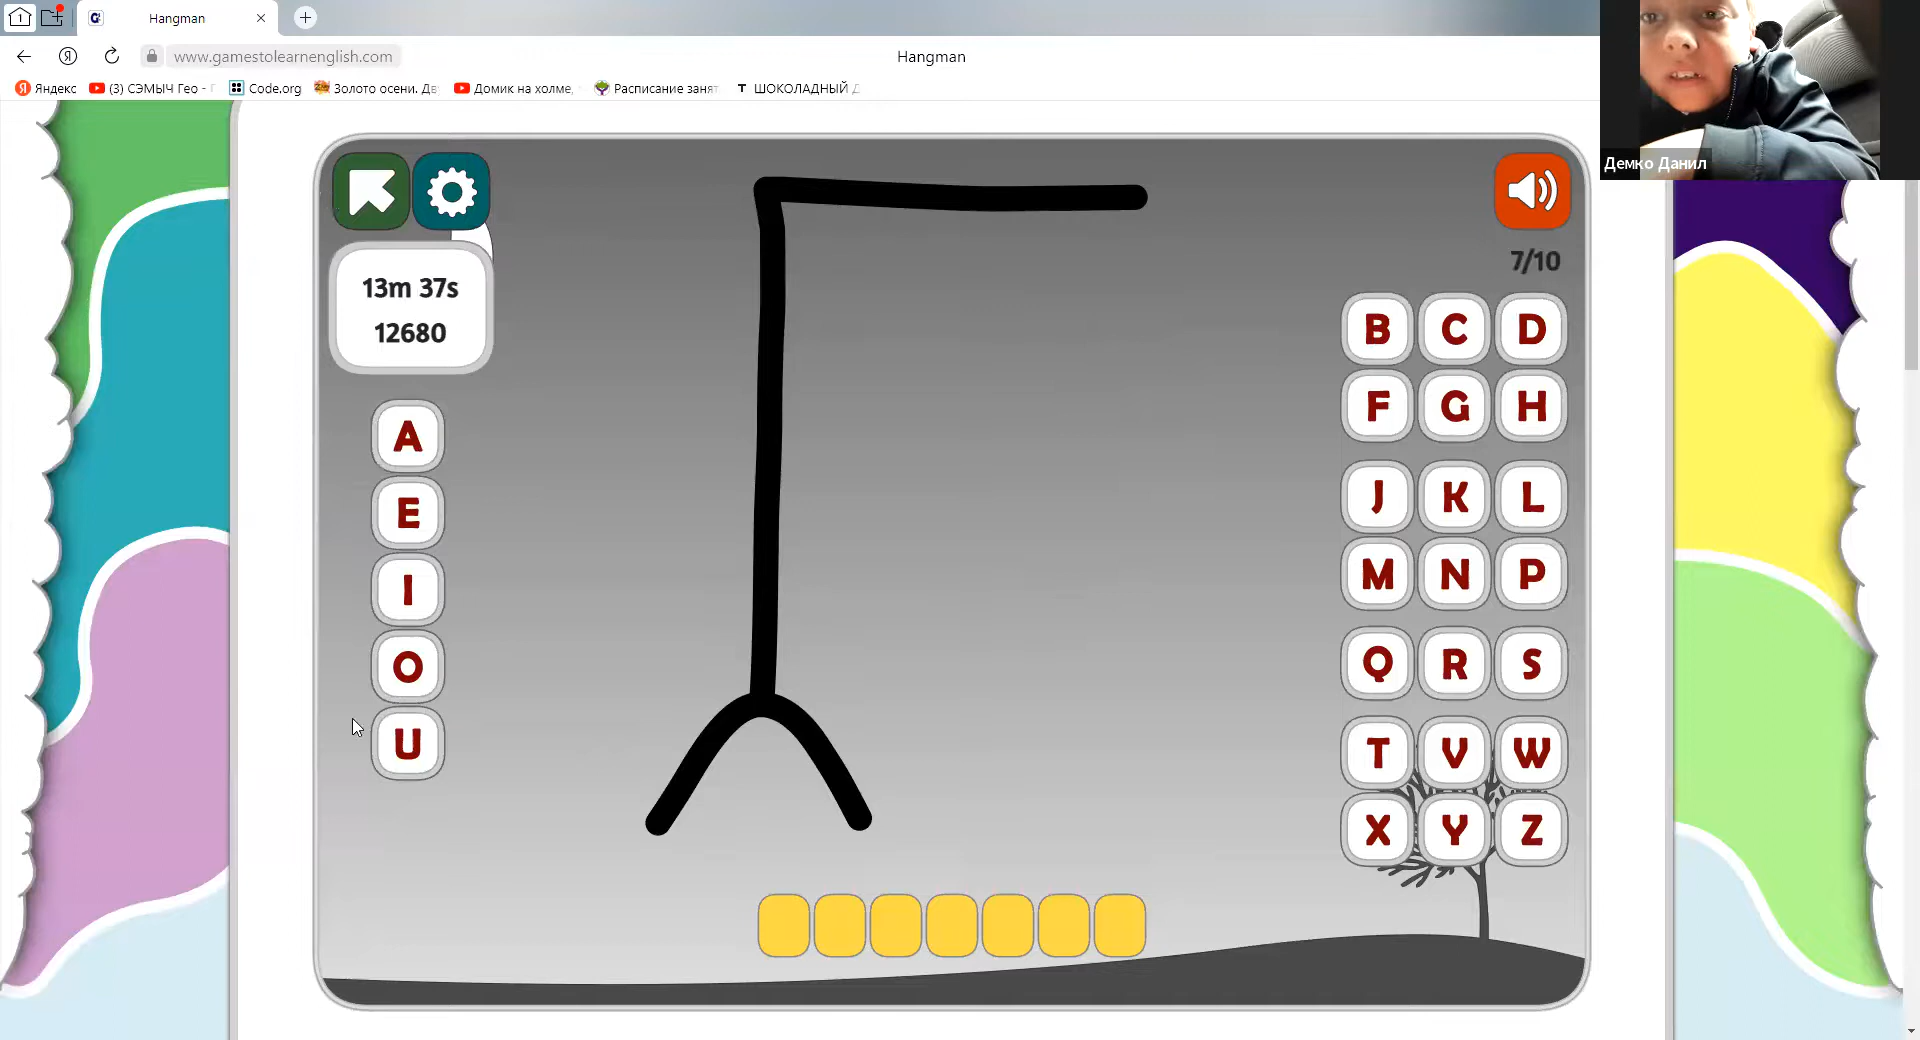 1
Hangman
www.gamestolearnenglish.com
Hangman
Яндекс
(3) СЭМЫЧ Гео -
Code.org
Золото осени. Дв
Домик на холме,
Расписание занят
Т ШОКОЛАДНЫЙ
Демко Данил
13m 37s
12680
7/10
A
E
I
O
U
B C D
F G H
J K L
M N P
Q R S
T V W
X Y Z